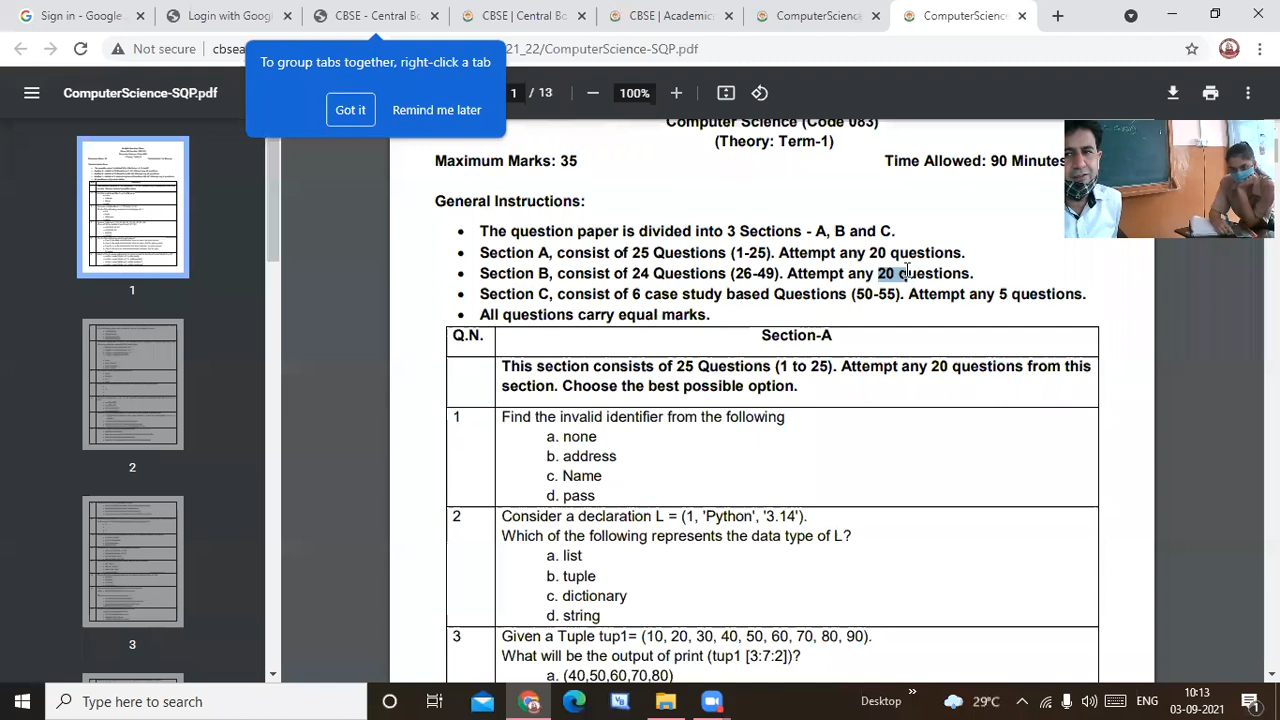 Sign in - Google
Login with Goog
CBSE - Central Bo
CBSE | Central Bo
CBSE | Academic
ComputerScience
ComputerScience
Not secure
cbsea
21_22/ComputerScience-SQP.pdf
To group tabs together, right-click a tab
Got it
Remind me later
ComputerScience-SQP.pdf
1 / 13
100%
Computer Science (Code 083)
(Theory: Term-1)
Maximum Marks: 35
Time Allowed: 90 Minutes
General Instructions:
• The question paper is divided into 3 Sections - A, B and C.
• Section A, consist of 25 Questions (1-25). Attempt any 20 questions.
• Section B, consist of 24 Questions (26-49). Attempt any 20 questions.
• Section C, consist of 6 case study based Questions (50-55). Attempt any 5 questions.
• All questions carry equal marks.
Q.N. Section-A
This section consists of 25 Questions (1 to 25). Attempt any 20 questions from this
section. Choose the best possible option.
1 Find the invalid identifier from the following
a. none
b. address
c. Name
d. pass
2 Consider a declaration L = (1, 'Python', '3.14').
Which of the following represents the data type of L?
a. list
b. tuple
c. dictionary
d. string
3 Given a Tuple tup1= (10, 20, 30, 40, 50, 60, 70, 80, 90).
What will be the output of print (tup1 [3:7:2])?
a. (40,50,60,70,80)
1
2
3
Type here to search
Desktop
29°C
ENG
10:13
03-09-2021